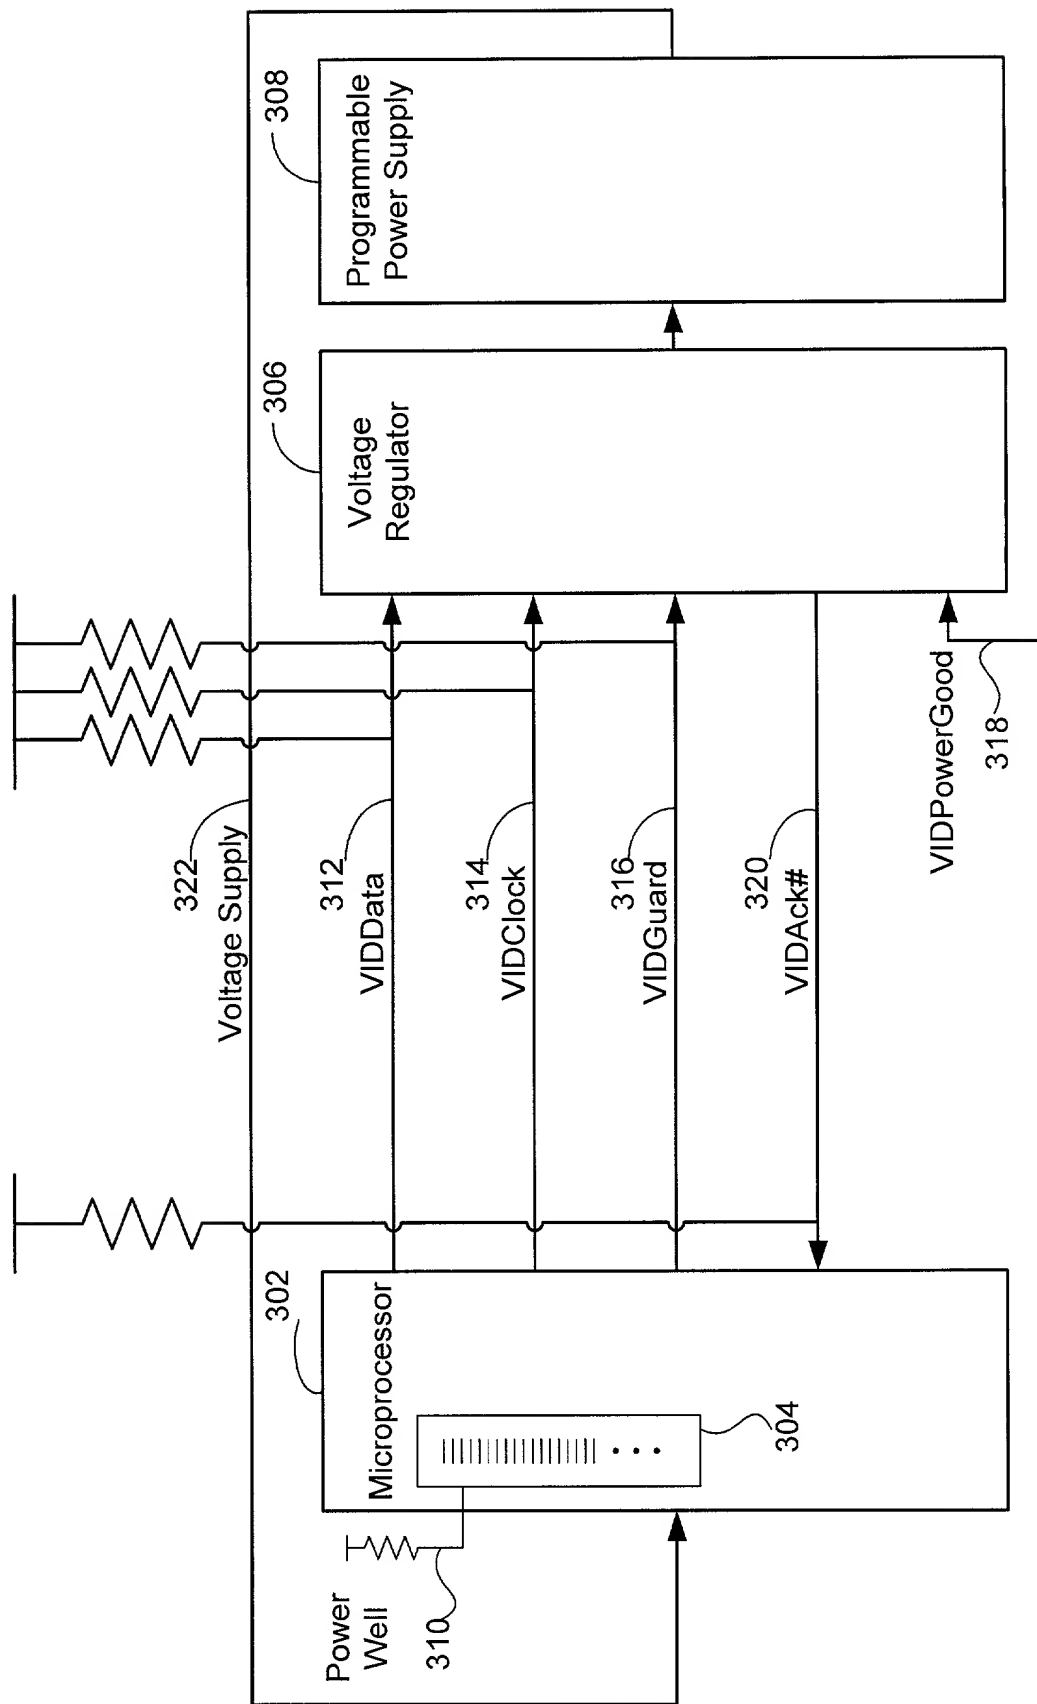 322
Voltage Supply
302
Microprocessor
304
Power
Well
310
312
VIDData
314
VIDClock
316
VIDGuard
320
VIDAck#
306
Voltage
Regulator
VIDPowerGood
318
308
Programmable
Power Supply